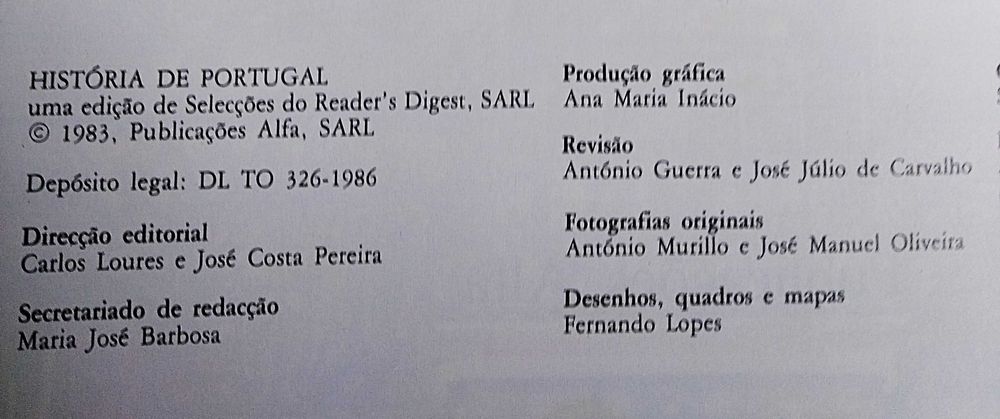 HISTÓRIA DE PORTUGAL
uma edição de Selecções do Reader's Digest, SARL
© 1983, Publicações Alfa, SARL
Depósito legal: DL TO 326-1986
Direcção editorial
Carlos Loures e José Costa Pereira
Secretariado de redacção
Maria José Barbosa
Produção gráfica
Ana Maria Inácio
Revisão
António Guerra e José Júlio de Carvalho
Fotografias originais
António Murillo e José Manuel Oliveira
Desenhos, quadros e mapas
Fernando Lopes